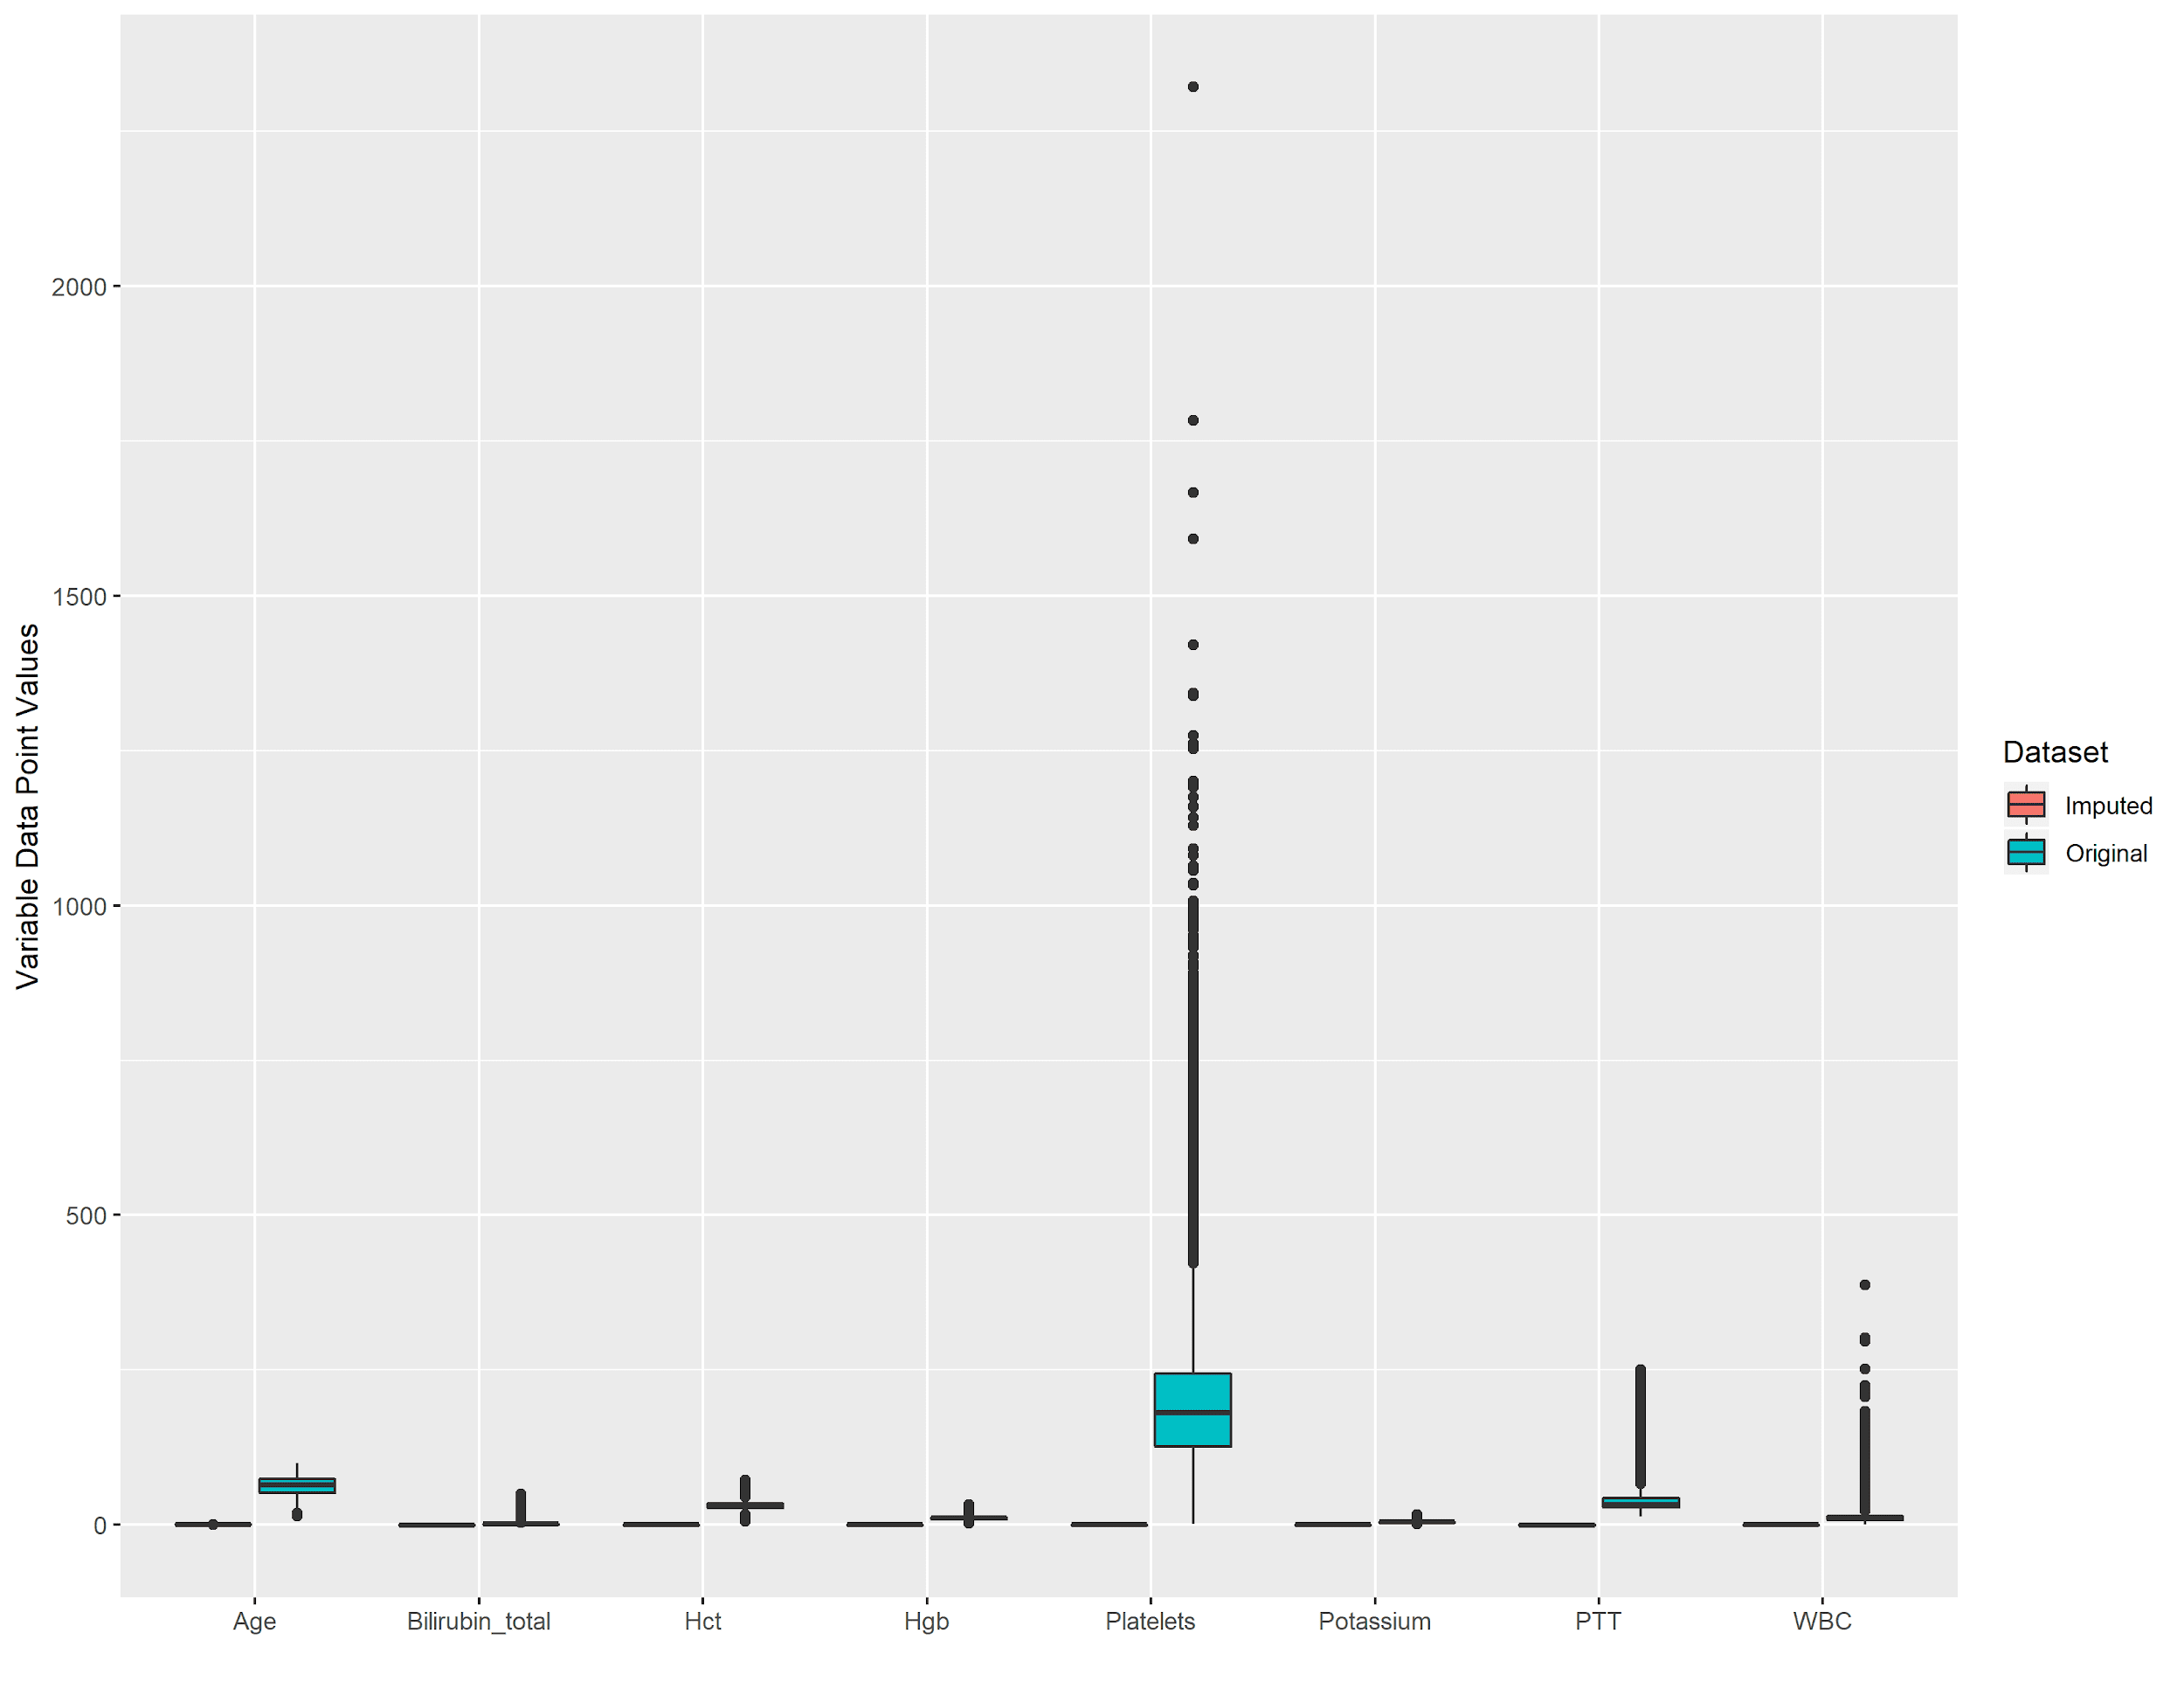 Variable Data Point Values
2000
1500
1000
500
0
Age Bilirubin_total Hct Hgb Platelets Potassium PTT WBC
Dataset
Imputed
Original